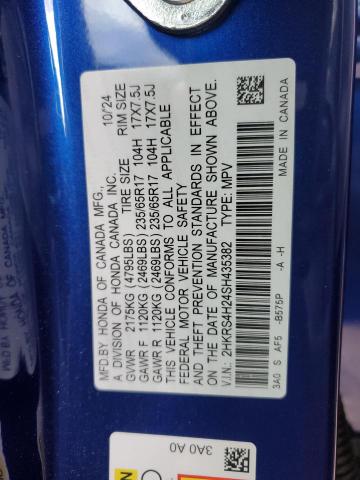 MFD.BY HONDA OF CANADA MFG., 10/24
A DIVISION OF HONDA CANADA INC.
GVWR 2175KG (4795LBS) TIRE SIZE RIM SIZE
GAWR F 1120KG (2469LBS) 235/65R17 104H 17X7.5J
GAWR R 1120KG (2469LBS) 235/65R17 104H 17X7.5J
THIS VEHICLE CONFORMS TO ALL APPLICABLE
FEDERAL MOTOR VEHICLE SAFETY
AND THEFT PREVENTION STANDARDS IN EFFECT
ON THE DATE OF MANUFACTURE SHOWN ABOVE.
V.I.N: 2HKRS4H24SH435382 TYPE: MPV
3A0 S AF5 -B575P -A -H MADE IN CANADA
3A0 A0